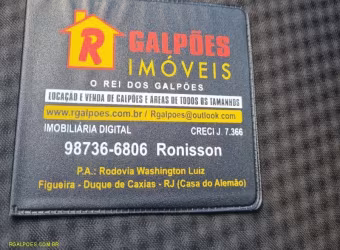 R GALPÕES
IMÓVEIS
O REI DOS GALPÕES
LOCAÇÃO E VENDA DE GALPÕES E AREAS DE TODOS OS TAMANHOS
www.rgalpoes.com.br / Rgalpoes@outlook.com
IMOBILIÁRIA DIGITAL CRECI J. 7.366
98736-6806 Ronisson
P.A.: Rodovia Washington Luiz
Figueira - Duque de Caxias - RJ (Casa do Alemão)
RGALPOES.COM.BR